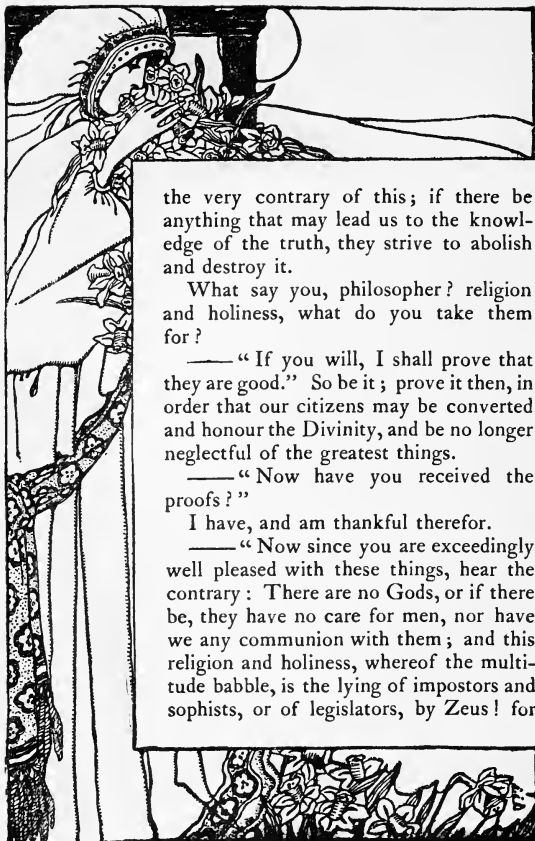 the very contrary of this; if there be
anything that may lead us to the knowl-
edge of the truth, they strive to abolish
and destroy it.
What say you, philosopher? religion
and holiness, what do you take them
for?
——“If you will, I shall prove that
they are good.” So be it; prove it then, in
order that our citizens may be converted
and honour the Divinity, and be no longer
neglectful of the greatest things.
——“Now have you received the
proofs?”
I have, and am thankful therefor.
——“Now since you are exceedingly
well pleased with these things, hear the
contrary: There are no Gods, or if there
be, they have no care for men, nor have
we any communion with them; and this
religion and holiness, whereof the multi-
tude babble, is the lying of impostors and
sophists, or of legislators, by Zeus! for